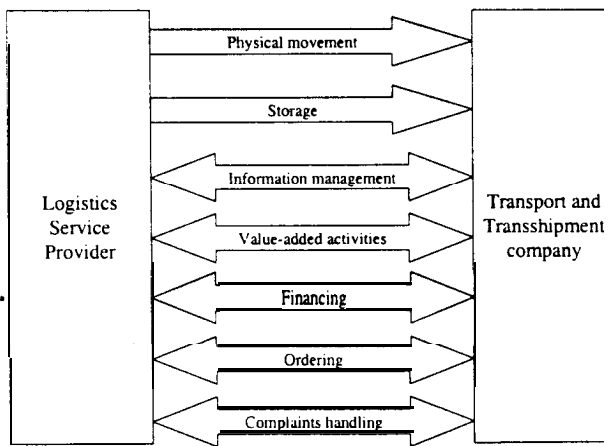 Physical movement
Storage
Information management
Logistics
Service
Provider
Value-added activities
Transport and
Transshipment
company
Financing
Ordering
Complaints handling